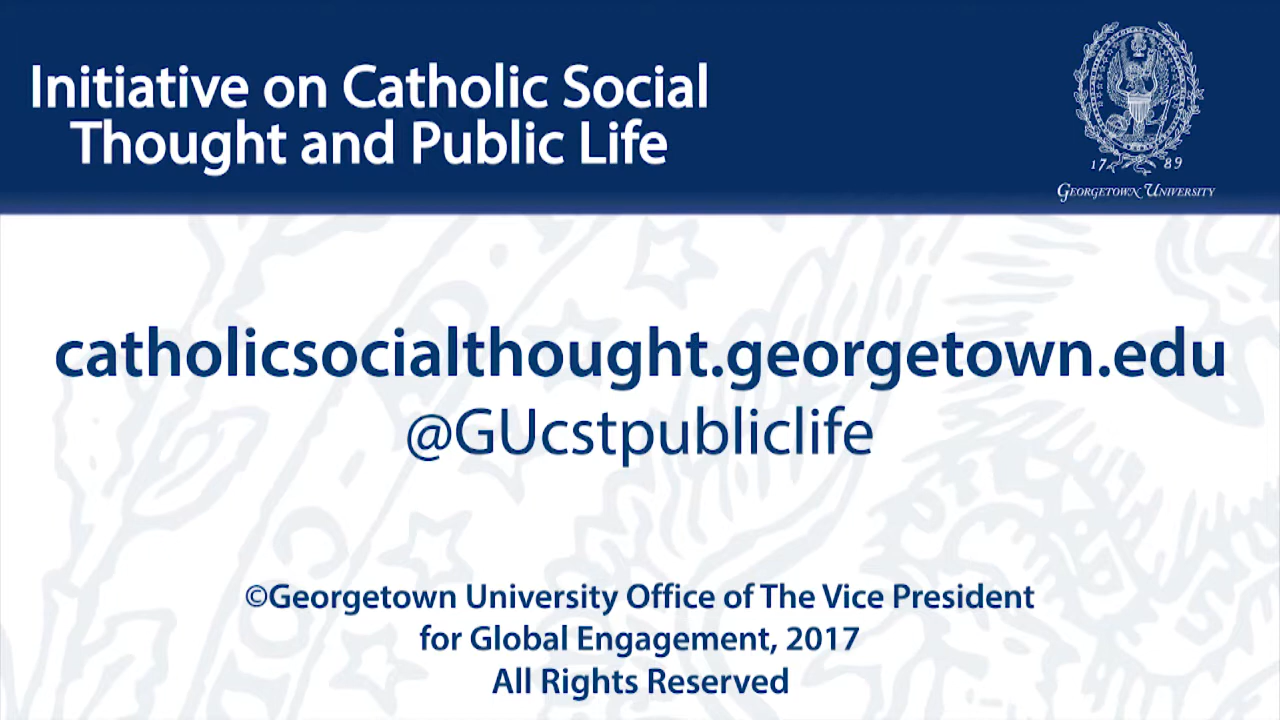 Initiative on Catholic Social
Thought and Public Life
17 89
Georgetown University
catholicsocialthought.georgetown.edu
@GUcstpubliclife
©Georgetown University Office of The Vice President
for Global Engagement, 2017
All Rights Reserved